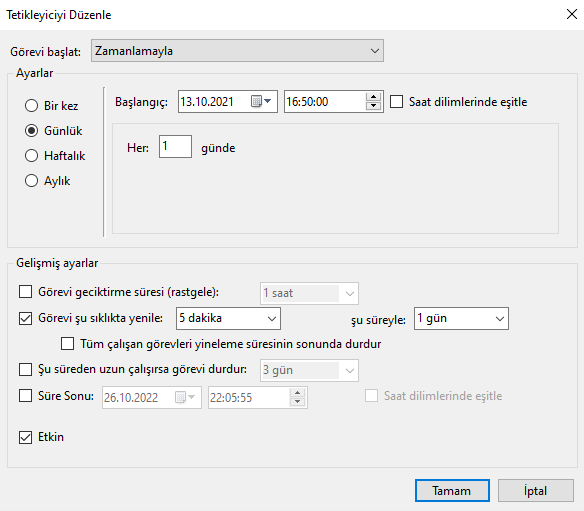 Tetikleyiciyi Düzenle
Görevi başlat: Zamanlamayla
Ayarlar
Bir kez
Günlük
Haftalık
Aylık
Başlangıç: 13.10.2021 16:50:00 Saat dilimlerinde eşitle
Her: 1 günde
Gelişmiş ayarlar
Görevi geciktirme süresi (rastgele): 1 saat
Görevi şu sıklıkta yenile: 5 dakika şu süreyle: 1 gün
Tüm çalışan görevleri yineleme süresinin sonunda durdur
Şu süreden uzun çalışırsa görevi durdur: 3 gün
Süre Sonu: 26.10.2022 22:05:55 Saat dilimlerinde eşitle
Etkin
Tamam İptal